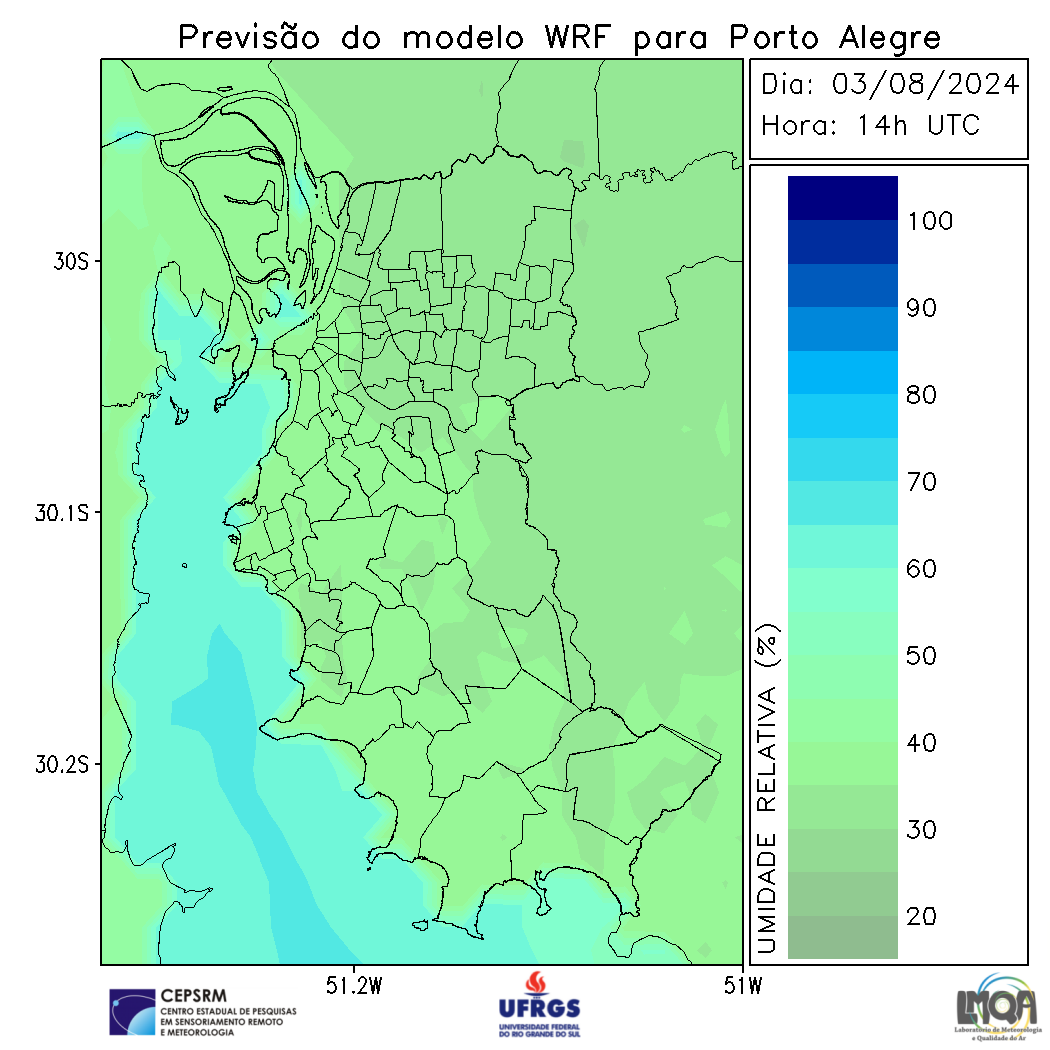 Previsão do modelo WRF para Porto Alegre
Dia: 03/08/2024
Hora: 14h UTC
100
90
80
70
60
50
40
30
20
UMIDADE RELATIVA (%)
30S
30.1S
30.2S
51.2W
51W
CEPSRM
CENTRO ESTADUAL DE PESQUISAS
EM SENSORIAMENTO REMOTO
E METEOROLOGIA
UFRGS
UNIVERSIDADE FEDERAL
DO RIO GRANDE DO SUL
LMQA
Laboratório de Meteorologia
e Qualidade do Ar